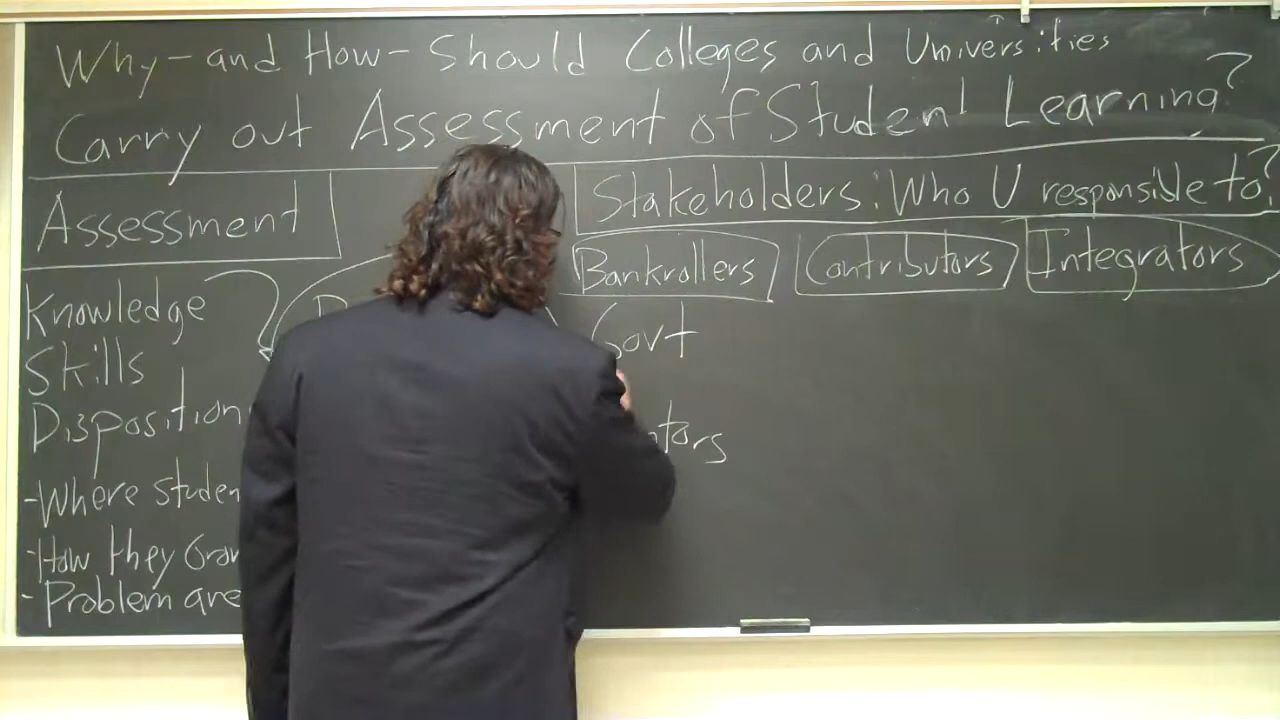 Why-and How-Should Colleges and Universities
Carry out Assessment of Student Learning?
Assessment
Stakeholders: Who U responsible to?
Bankrollers
Contributors
Integrators
Knowledge
Skills
Disposition
-Where studen
-How they Grow
-Problem are
Govt